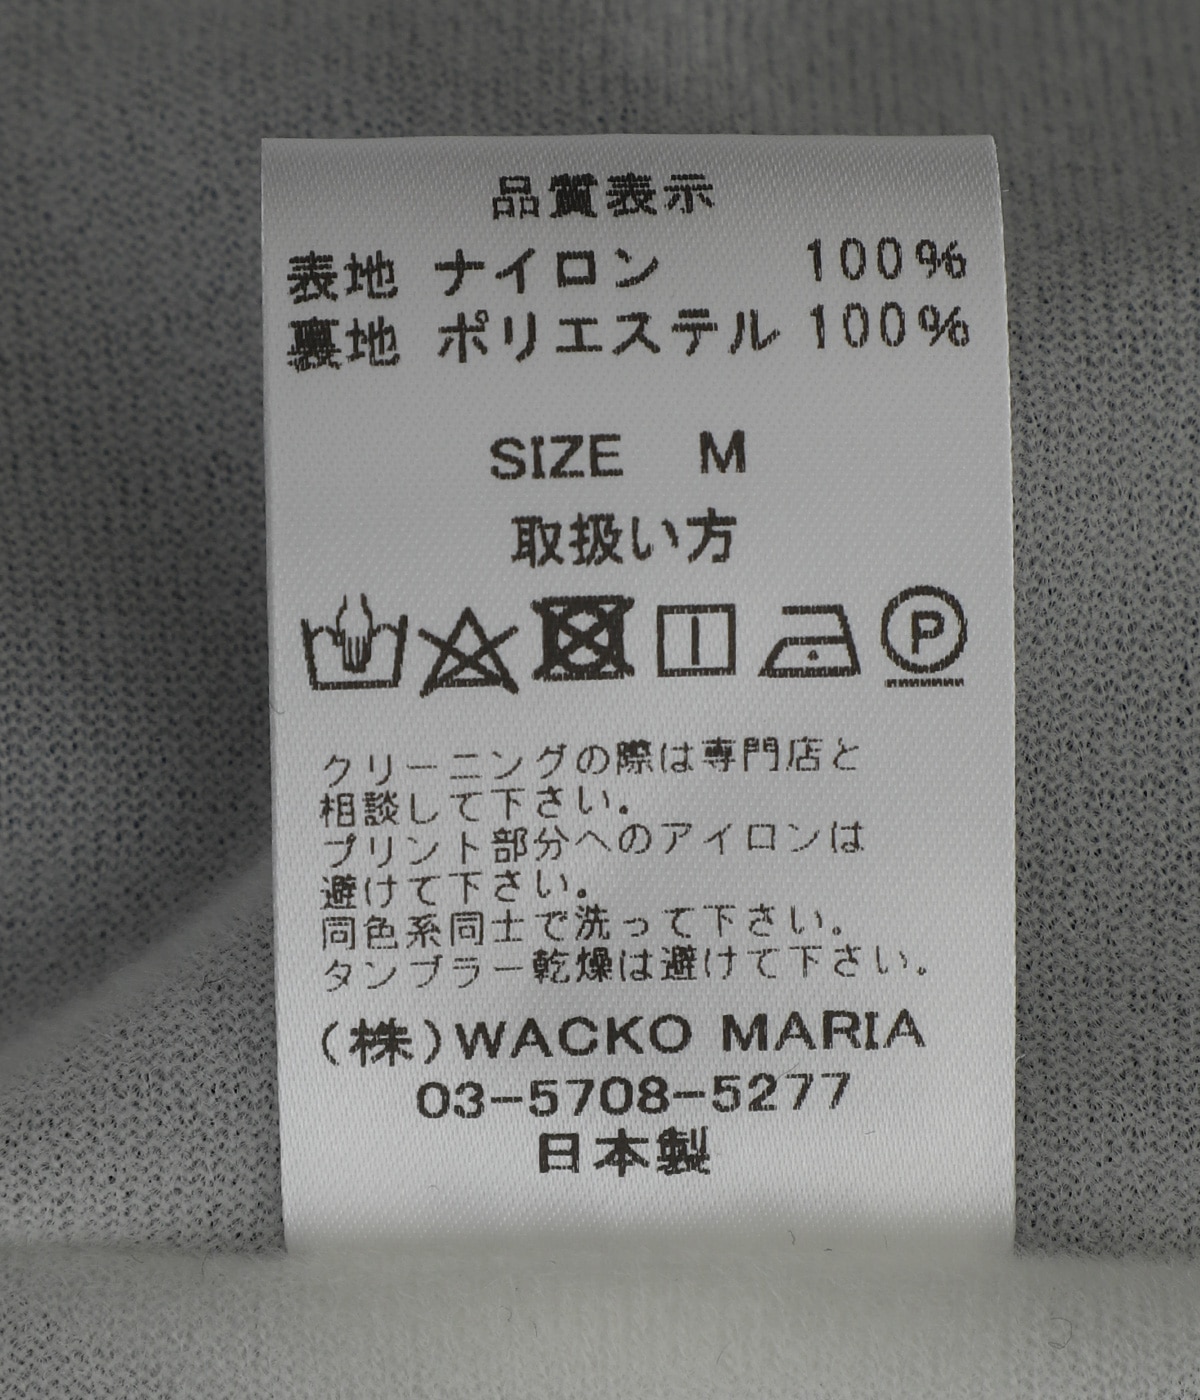 品質表示
表地 ナイロン 100%
裏地 ポリエステル 100%
SIZE M
取扱い方
P
クリーニングの際は専門店と
相談して下さい。
プリント部分へのアイロンは
避けて下さい。
同色系同士で洗って下さい。
タンブラー乾燥は避けて下さい。
(株)WACKO MARIA
03-5708-5277
日本製